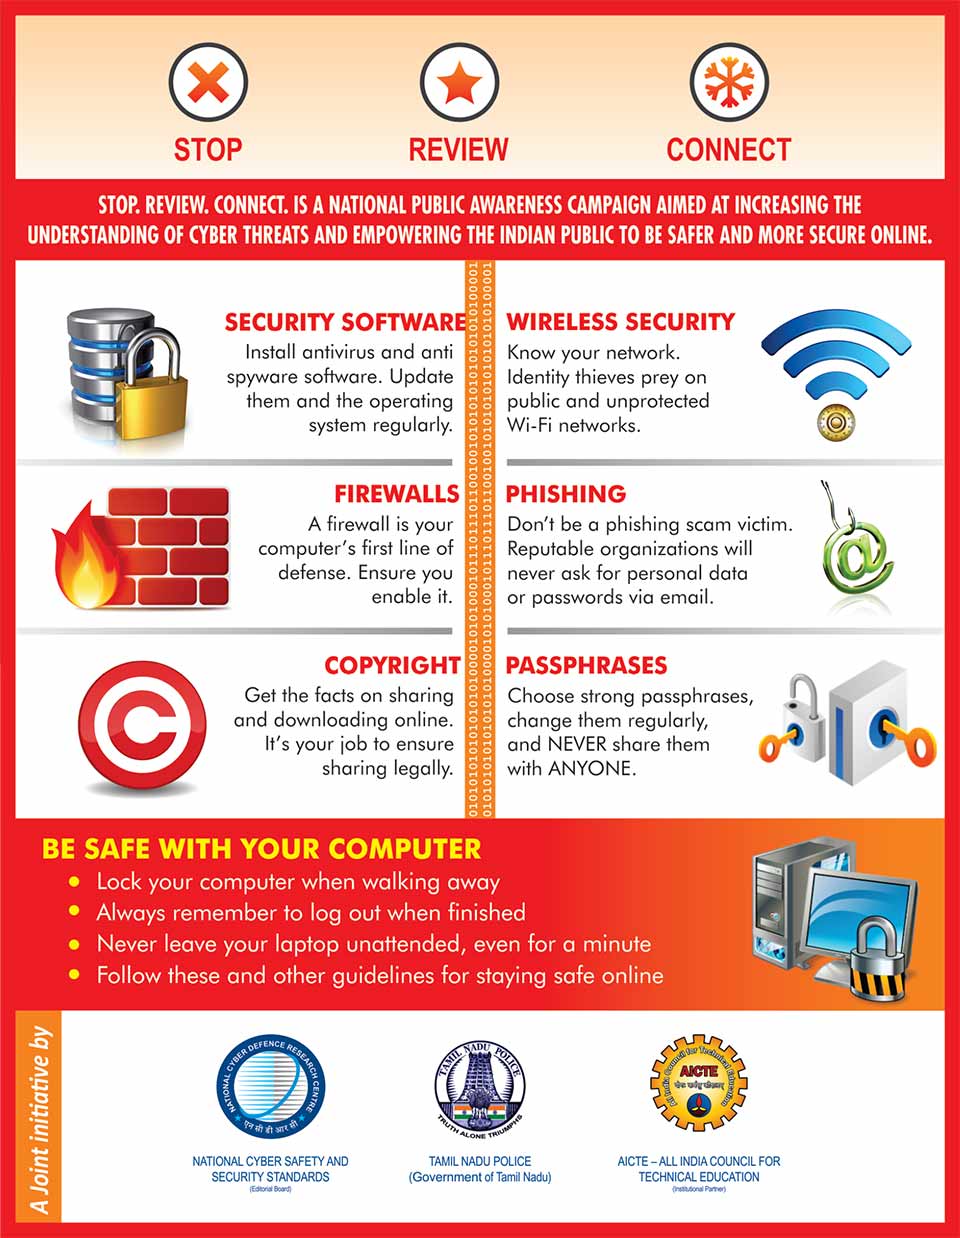 STOP
REVIEW
CONNECT
STOP. REVIEW. CONNECT. IS A NATIONAL PUBLIC AWARENESS CAMPAIGN AIMED AT INCREASING THE
UNDERSTANDING OF CYBER THREATS AND EMPOWERING THE INDIAN PUBLIC TO BE SAFER AND MORE SECURE ONLINE.
SECURITY SOFTWARE
Install antivirus and anti
spyware software. Update
them and the operating
system regularly.
WIRELESS SECURITY
Know your network.
Identity thieves prey on
public and unprotected
Wi-Fi networks.
FIREWALLS
A firewall is your
computer's first line of
defense. Ensure you
enable it.
PHISHING
Don't be a phishing scam victim.
Reputable organizations will
never ask for personal data
or passwords via email.
COPYRIGHT
Get the facts on sharing
and downloading online.
It's your job to ensure
sharing legally.
PASSPHRASES
Choose strong passphrases,
change them regularly,
and NEVER share them
with ANYONE.
BE SAFE WITH YOUR COMPUTER
• Lock your computer when walking away
• Always remember to log out when finished
• Never leave your laptop unattended, even for a minute
• Follow these and other guidelines for staying safe online
A Joint initiative by
NATIONAL CYBER DEFENCE RESEARCH CENTRE
एन सी डी आर सी
NATIONAL CYBER SAFETY AND
SECURITY STANDARDS
(Editorial Board)
TAMIL NADU POLICE
TRUTH ALONE TRIUMPHS
TAMIL NADU POLICE
(Government of Tamil Nadu)
All India Council for Technical Education
AICTE
AICTE – ALL INDIA COUNCIL FOR
TECHNICAL EDUCATION
(Institutional Partner)